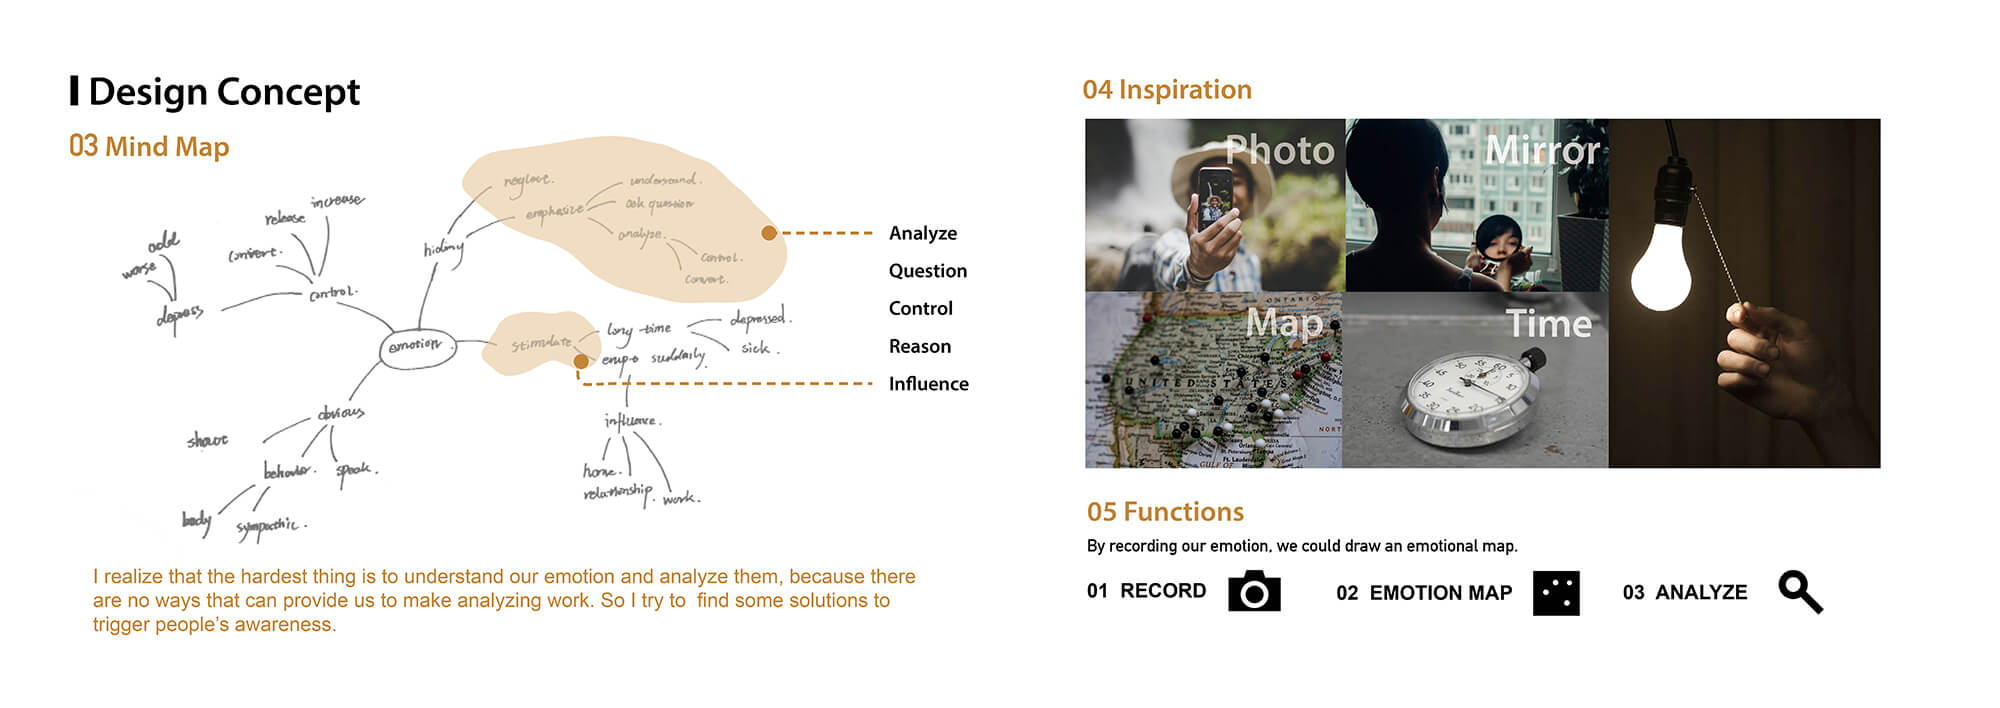 Design Concept
03 Mind Map
neglect.
understand.
emphasize
ask question
analyze.
control.
convert.
hiding
increase
release
convert.
control.
add
worse
depress
emotion.
stimulate
long time
depressed.
sick.
suddenly
influence.
home.
relationship.
work.
obvious
shout
behavior.
speak.
body
sympathic.
Analyze
Question
Control
Reason
Influence
I realize that the hardest thing is to understand our emotion and analyze them, because there
are no ways that can provide us to make analyzing work. So I try to find some solutions to
trigger people's awareness.
04 Inspiration
Photo
Mirror
Map
Time
ONTARIO
UNITED STATES
GULF OF
05 Functions
By recording our emotion, we could draw an emotional map.
01 RECORD
02 EMOTION MAP
03 ANALYZE